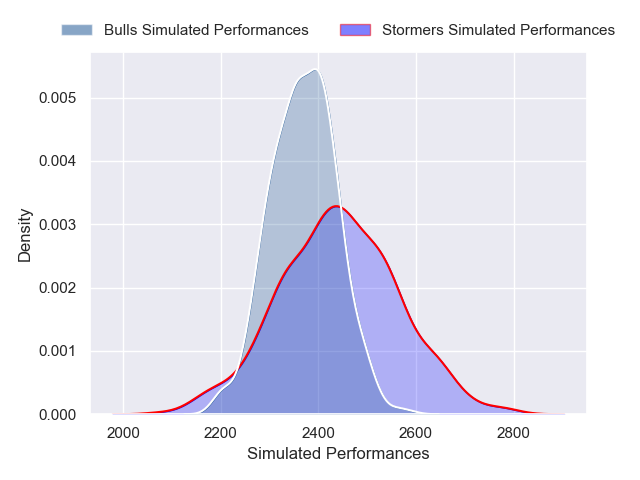 Bulls Simulated Performances
Stormers Simulated Performances
0.005
0.004
0.003
0.002
0.001
0.000
Density
2000 2200 2400 2600 2800
Simulated Performances